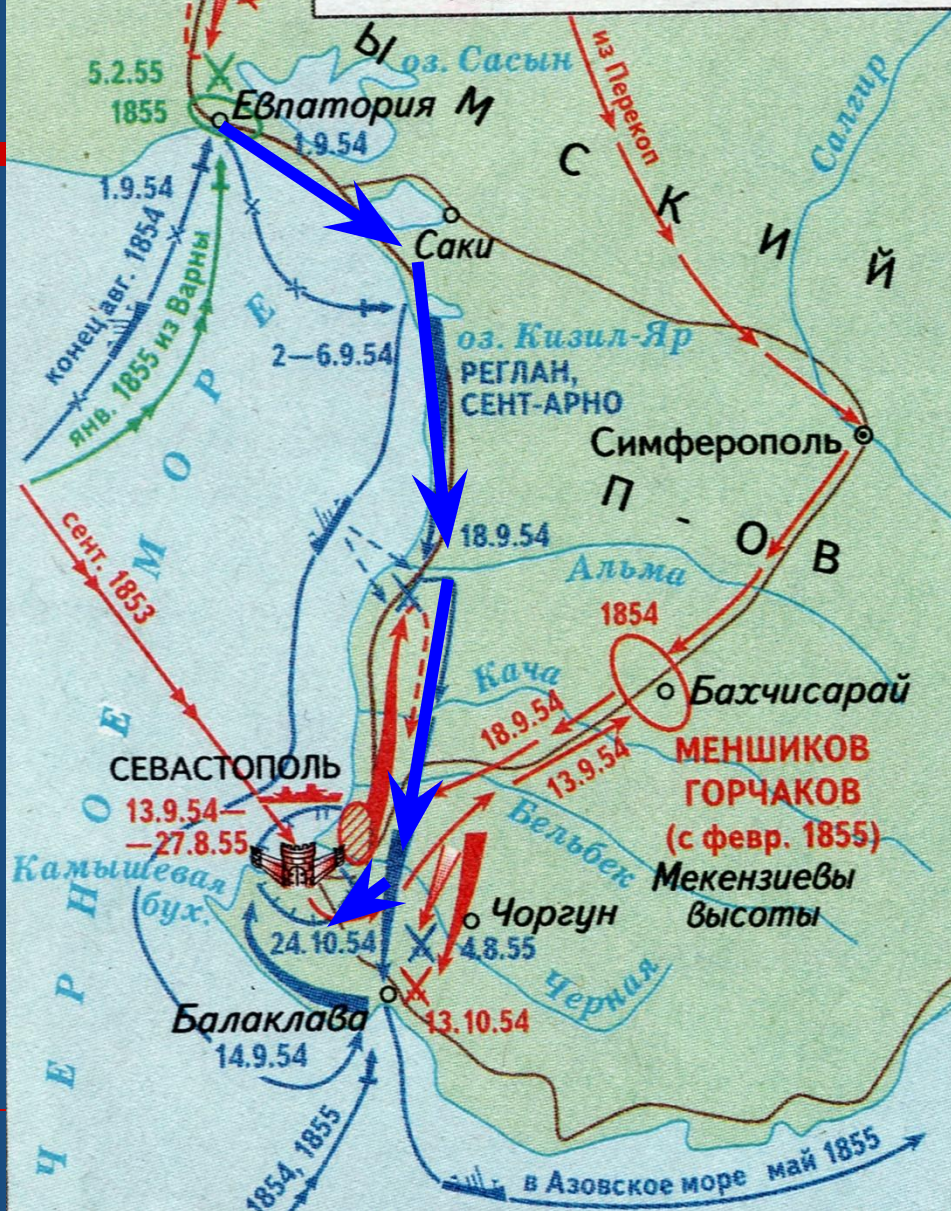 Ы
оз. Сасын
из Перекоп
5.2.55
1855
Евпатория
М
1.9.54
Салгир
С
К
И
Й
1.9.54
конец авг. 1854
янв. 1855 из Варны
Саки
2—6.9.54
оз. Кизил-Яр
РЕГЛАН,
СЕНТ-АРНО
Симферополь
П - О В
сент. 1853
18.9.54
Альма
1854
Кача
Бахчисарай
18.9.54
13.9.54
МЕНШИКОВ
ГОРЧАКОВ
(с февр. 1855)
СЕВАСТОПОЛЬ
13.9.54—
—27.8.55
Бельбек
Мекензиевы
высоты
Камышевая
бух.
Чоргун
24.10.54
4.8.55
Черная
Балаклава
13.10.54
14.9.54
1854, 1855
в Азовское море май 1855
ЧЕРНОЕ МОРЕ